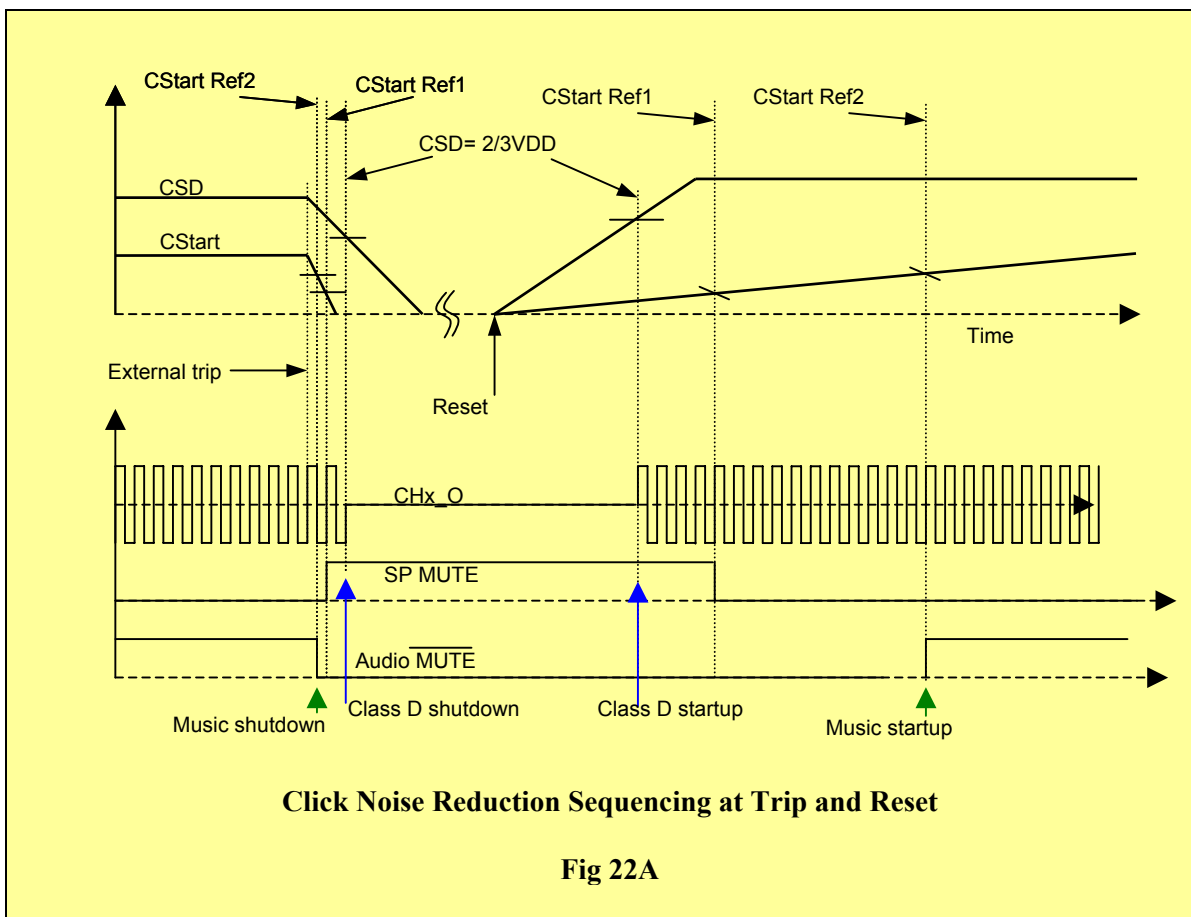 CStart Ref2
CStart Ref1
CStart Ref1
CStart Ref2
CSD= 2/3VDD
CSD
CStart
Time
External trip
Reset
CHx_O
SP MUTE
Audio MUTE
Music shutdown
Class D shutdown
Class D startup
Music startup
Click Noise Reduction Sequencing at Trip and Reset
Fig 22A